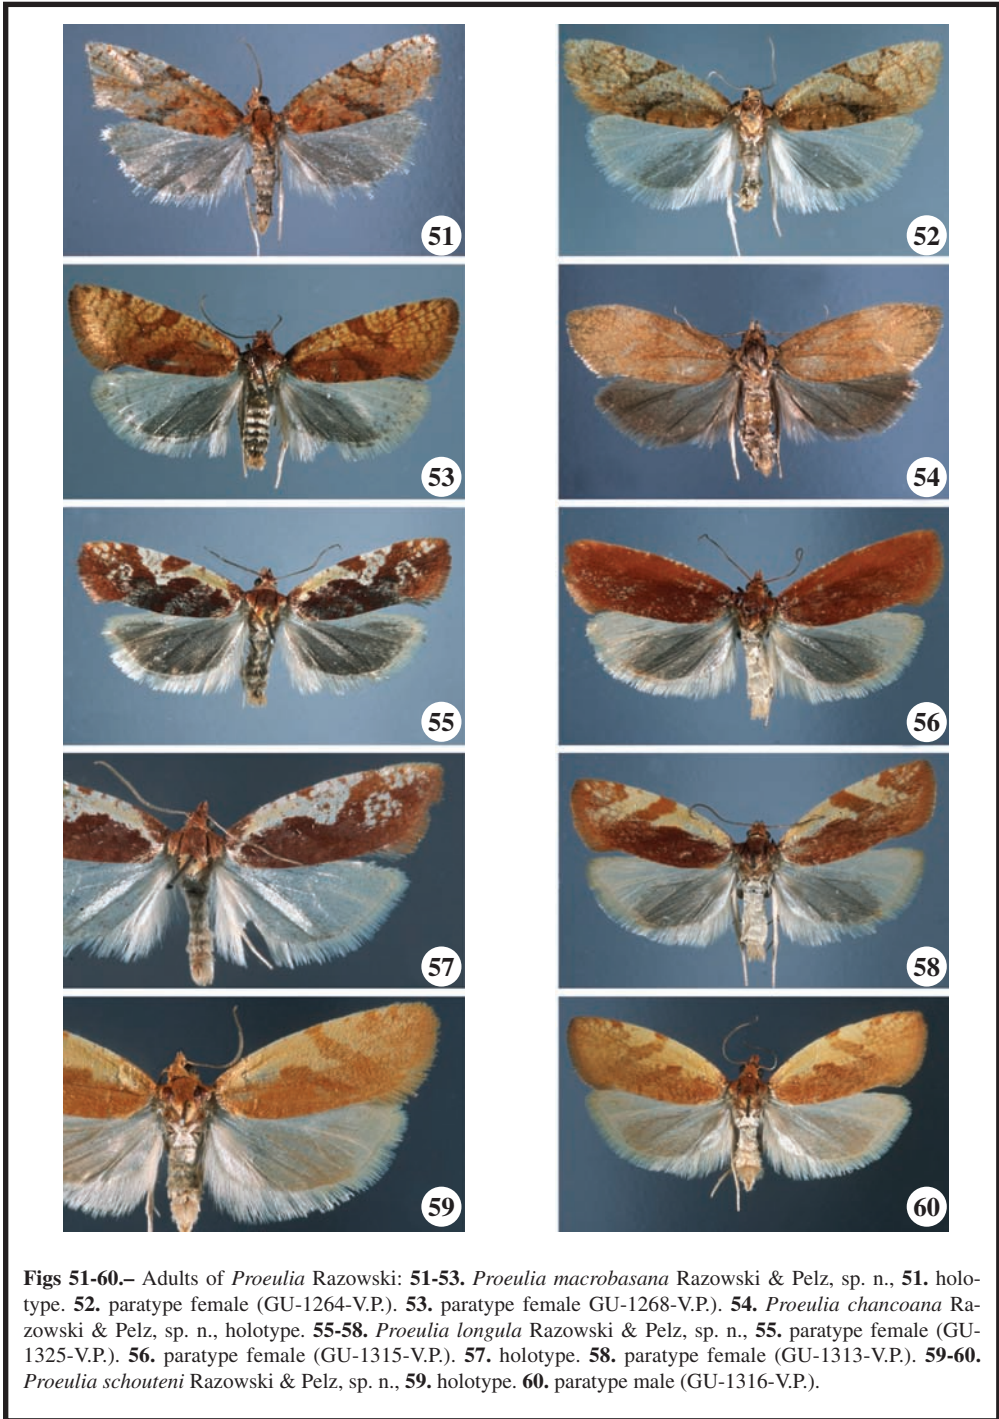 51
52
53
54
55
56
57
58
59
60
Figs 51-60.– Adults of Proeulia Razowski: 51-53. Proeulia macrobasana Razowski & Pelz, sp. n., 51. holo-
type. 52. paratype female (GU-1264-V.P.). 53. paratype female GU-1268-V.P.). 54. Proeulia chancoana Ra-
zowski & Pelz, sp. n., holotype. 55-58. Proeulia longula Razowski & Pelz, sp. n., 55. paratype female (GU-
1325-V.P.). 56. paratype female (GU-1315-V.P.). 57. holotype. 58. paratype female (GU-1313-V.P.). 59-60.
Proeulia schouteni Razowski & Pelz, sp. n., 59. holotype. 60. paratype male (GU-1316-V.P.).